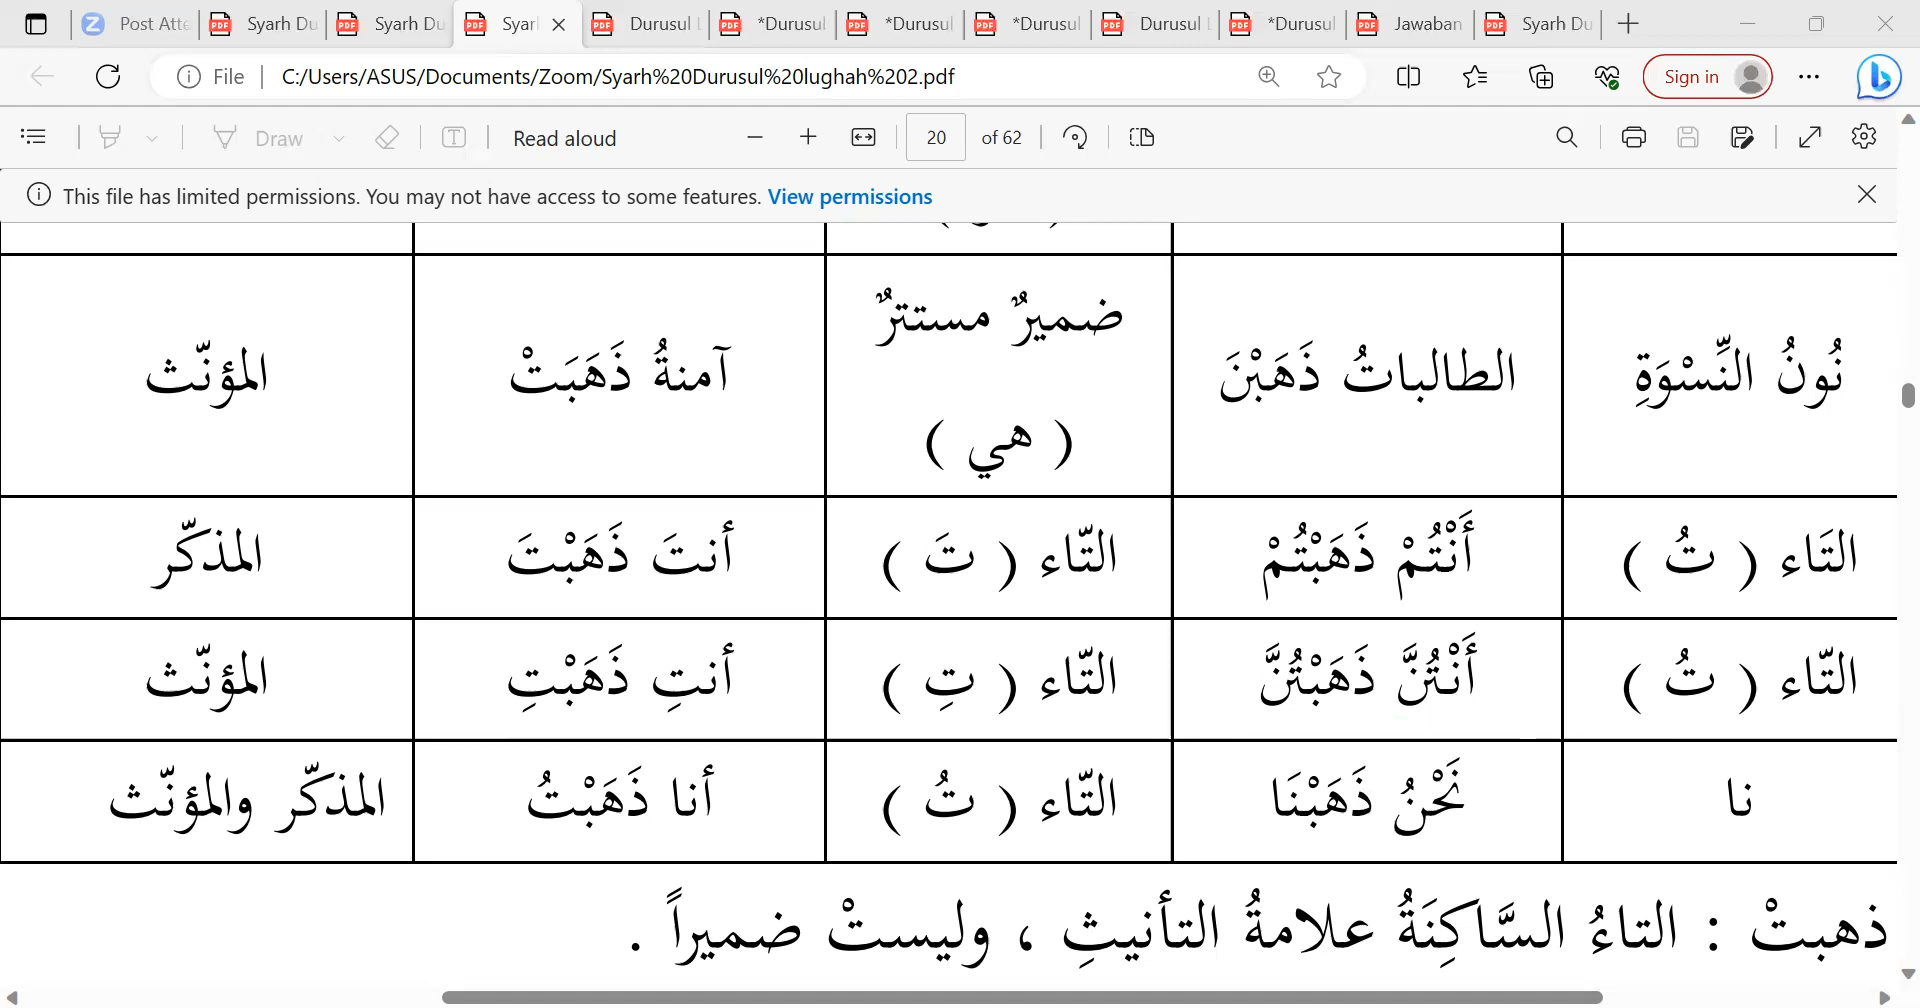 Post Atte
Syarh Du
Syarh Du
Syarl
Durusul L
*Durusul
*Durusul
*Durusul
Durusul L
*Durusul
Jawaban
Syarh Du
File
C:/Users/ASUS/Documents/Zoom/Syarh%20Durusul%20lughah%202.pdf
Sign in
Draw
Read aloud
20 of 62
This file has limited permissions. You may not have access to some features. View permissions
نُونُ النِّسْوَةِ
الطالباتُ ذَهَبْنَ
ضميرٌ مستترٌ
( هي )
آمنةُ ذَهَبَتْ
المؤنّث
التَاء ( تُ )
أَنْتُمْ ذَهَبْتُمْ
التّاء ( تَ )
أنتَ ذَهَبْتَ
المذكّر
التّاء ( تُ )
أَنْتُنَّ ذَهَبْتُنَّ
التّاء ( تِ )
أنتِ ذَهَبْتِ
المؤنّث
نا
نَحْنُ ذَهَبْنَا
التّاء ( تُ )
أنا ذَهَبْتُ
المذكّر والمؤنّث
ذهبتْ : التاءُ السَّاكِنَةُ علامةُ التأنيثِ ، وليستْ ضميراً .